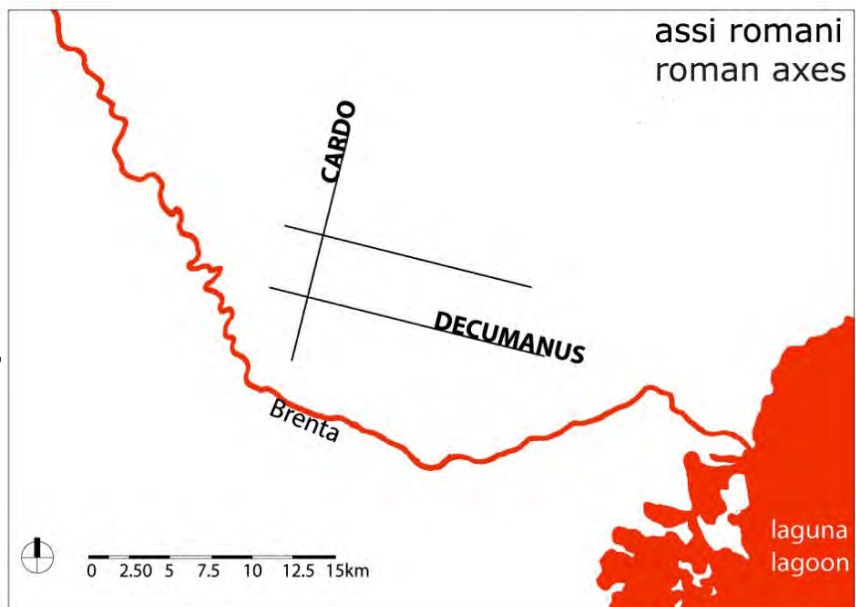 assi romani
roman axes
CARDO
DECUMANUS
Brenta
laguna
lagoon
0 2.50 5 7.5 10 12.5 15km